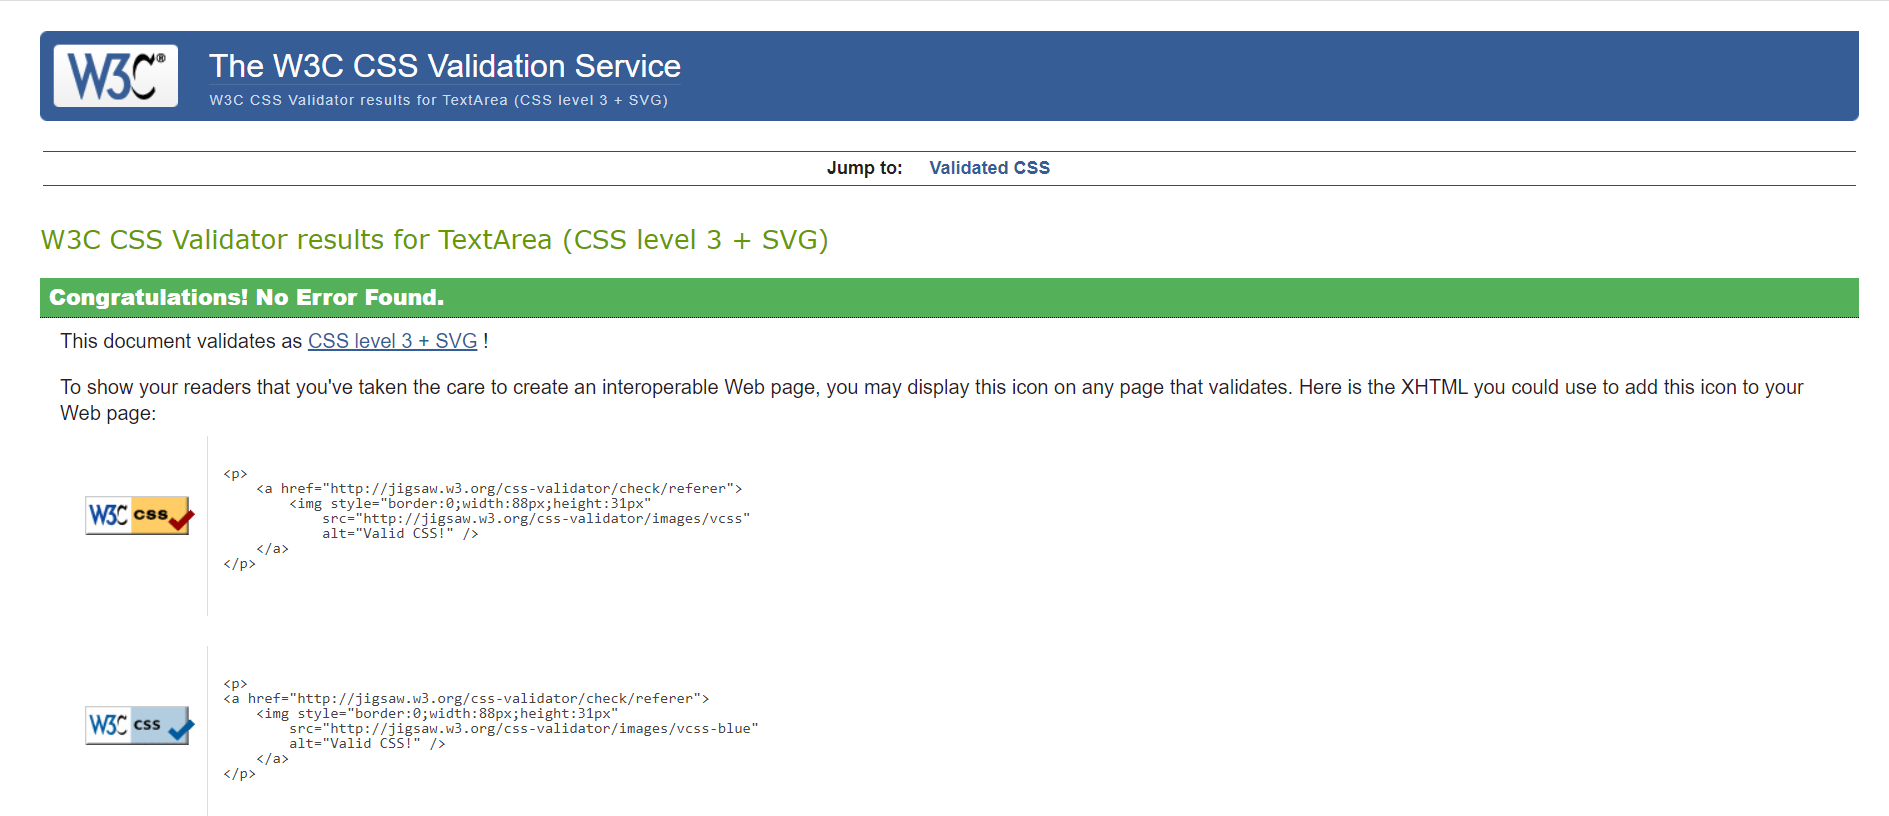 W3C®
The W3C CSS Validation Service
W3C CSS Validator results for TextArea (CSS level 3 + SVG)
Jump to: Validated CSS
W3C CSS Validator results for TextArea (CSS level 3 + SVG)
Congratulations! No Error Found.
This document validates as CSS level 3 + SVG !
To show your readers that you've taken the care to create an interoperable Web page, you may display this icon on any page that validates. Here is the XHTML you could use to add this icon to your
Web page:
W3C css
<p>
    <a href="http://jigsaw.w3.org/css-validator/check/referer">
        <img style="border:0;width:88px;height:31px"
            src="http://jigsaw.w3.org/css-validator/images/vcss"
            alt="Valid CSS!" />
    </a>
</p>
W3C css
<p>
<a href="http://jigsaw.w3.org/css-validator/check/referer">
    <img style="border:0;width:88px;height:31px"
        src="http://jigsaw.w3.org/css-validator/images/vcss-blue"
        alt="Valid CSS!" />
    </a>
</p>